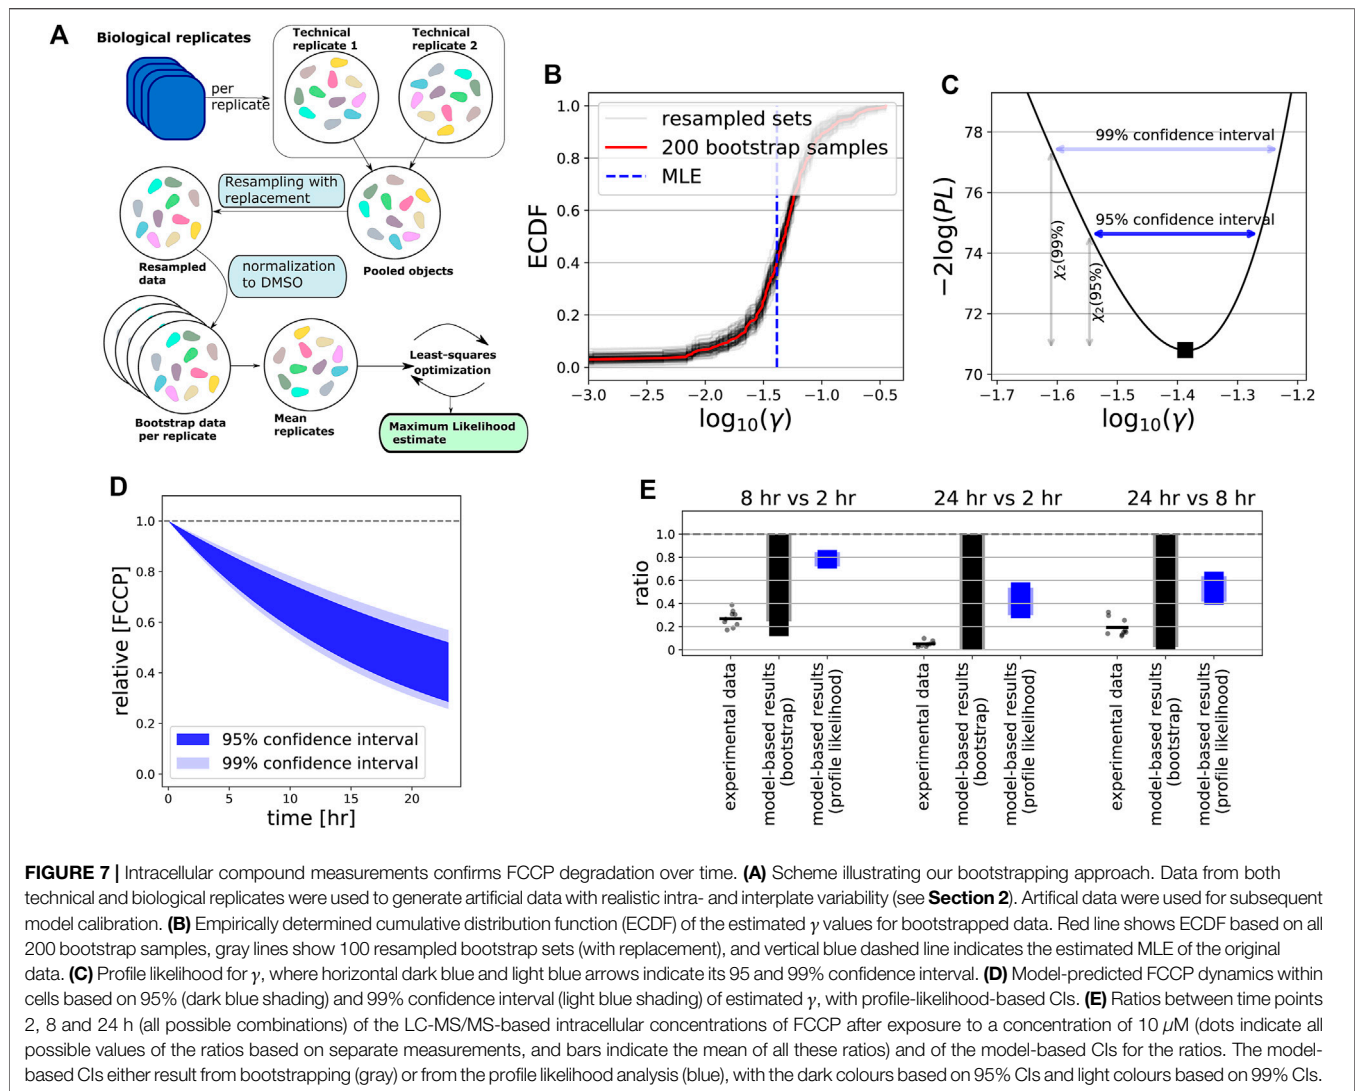 A
Biological replicates
Technical
replicate 1
Technical
replicate 2
per
replicate
Resampling with
replacement
Resampled
data
Pooled objects
normalization
to DMSO
Bootstrap data
per replicate
Mean
replicates
Least-squares
optimization
Maximum Likelihood
estimate
B
ECDF
1.0
0.8
0.6
0.4
0.2
0.0
resampled sets
200 bootstrap samples
MLE
−3.0 −2.5 −2.0 −1.5 −1.0 −0.5
log10(γ)
C
−2log(PL)
78
76
74
72
70
99% confidence interval
95% confidence interval
χ2(99%)
χ2(95%)
−1.7 −1.6 −1.5 −1.4 −1.3 −1.2
log10(γ)
D
relative [FCCP]
1.0
0.8
0.6
0.4
0.2
0.0
95% confidence interval
99% confidence interval
0 5 10 15 20
time [hr]
E
8 hr vs 2 hr 24 hr vs 2 hr 24 hr vs 8 hr
ratio
1.0
0.8
0.6
0.4
0.2
0
experimental data
model-based results
(bootstrap)
model-based results
(profile likelihood)
experimental data
model-based results
(bootstrap)
model-based results
(profile likelihood)
experimental data
model-based results
(bootstrap)
model-based results
(profile likelihood)
FIGURE 7 | Intracellular compound measurements confirms FCCP degradation over time. (A) Scheme illustrating our bootstrapping approach. Data from both
technical and biological replicates were used to generate artificial data with realistic intra- and interplate variability (see Section 2). Artifical data were used for subsequent
model calibration. (B) Empirically determined cumulative distribution function (ECDF) of the estimated γ values for bootstrapped data. Red line shows ECDF based on all
200 bootstrap samples, gray lines show 100 resampled bootstrap sets (with replacement), and vertical blue dashed line indicates the estimated MLE of the original
data. (C) Profile likelihood for γ, where horizontal dark blue and light blue arrows indicate its 95 and 99% confidence interval. (D) Model-predicted FCCP dynamics within
cells based on 95% (dark blue shading) and 99% confidence interval (light blue shading) of estimated γ, with profile-likelihood-based CIs. (E) Ratios between time points
2, 8 and 24 h (all possible combinations) of the LC-MS/MS-based intracellular concentrations of FCCP after exposure to a concentration of 10 μM (dots indicate all
possible values of the ratios based on separate measurements, and bars indicate the mean of all these ratios) and of the model-based CIs for the ratios. The model-
based CIs either result from bootstrapping (gray) or from the profile likelihood analysis (blue), with the dark colours based on 95% CIs and light colours based on 99% CIs.